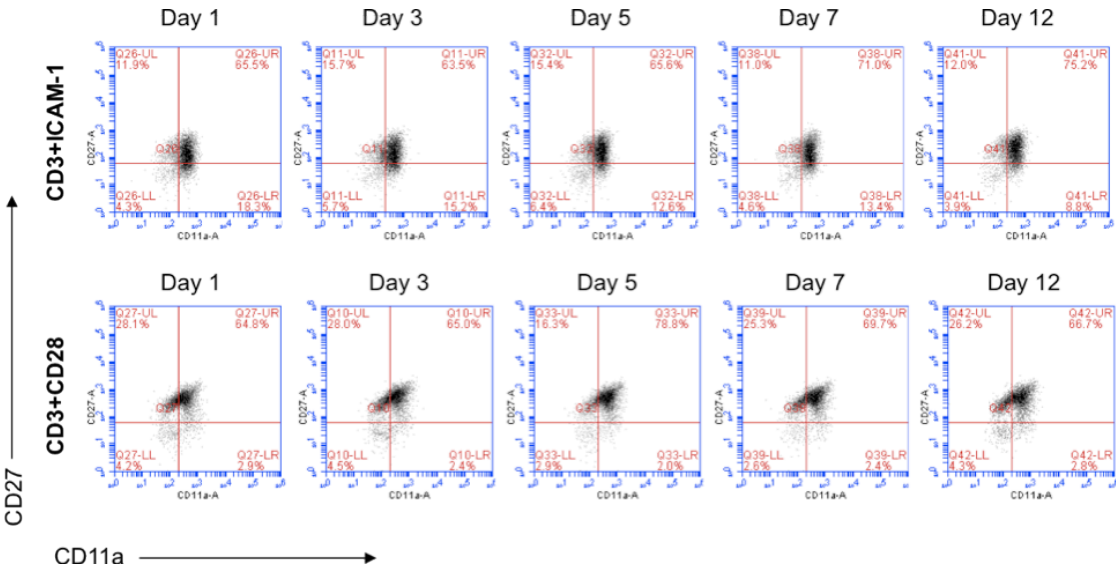 Day 1 Day 3 Day 5 Day 7 Day 12
CD3+ICAM-1
Q26-UL Q26-UR
11.9% 65.5%
Q26-LL Q26-LR
4.3% 18.3%
CD27-A
CD11a-A
Q11-UL Q11-UR
15.7% 63.5%
Q11-LL Q11-LR
5.7% 15.2%
CD27-A
CD11a-A
Q32-UL Q32-UR
15.4% 65.6%
Q32-LL Q32-LR
6.4% 12.6%
CD27-A
CD11a-A
Q38-UL Q38-UR
11.0% 71.0%
Q38-LL Q38-LR
4.6% 13.4%
CD27-A
CD11a-A
Q41-UL Q41-UR
12.0% 75.2%
Q41-LL Q41-LR
3.9% 8.8%
CD27-A
CD11a-A
Day 1 Day 3 Day 5 Day 7 Day 12
CD3+CD28
Q27-UL Q27-UR
28.1% 64.8%
Q27-LL Q27-LR
4.2% 2.9%
CD27-A
CD11a-A
Q10-UL Q10-UR
28.0% 65.0%
Q10-LL Q10-LR
4.5% 2.4%
CD27-A
CD11a-A
Q33-UL Q33-UR
16.3% 78.8%
Q33-LL Q33-LR
2.9% 2.0%
CD27-A
CD11a-A
Q39-UL Q39-UR
25.3% 69.7%
Q39-LL Q39-LR
2.6% 2.4%
CD27-A
CD11a-A
Q42-UL Q42-UR
26.2% 66.7%
Q42-LL Q42-LR
4.3% 2.8%
CD27-A
CD11a-A
CD27
CD11a